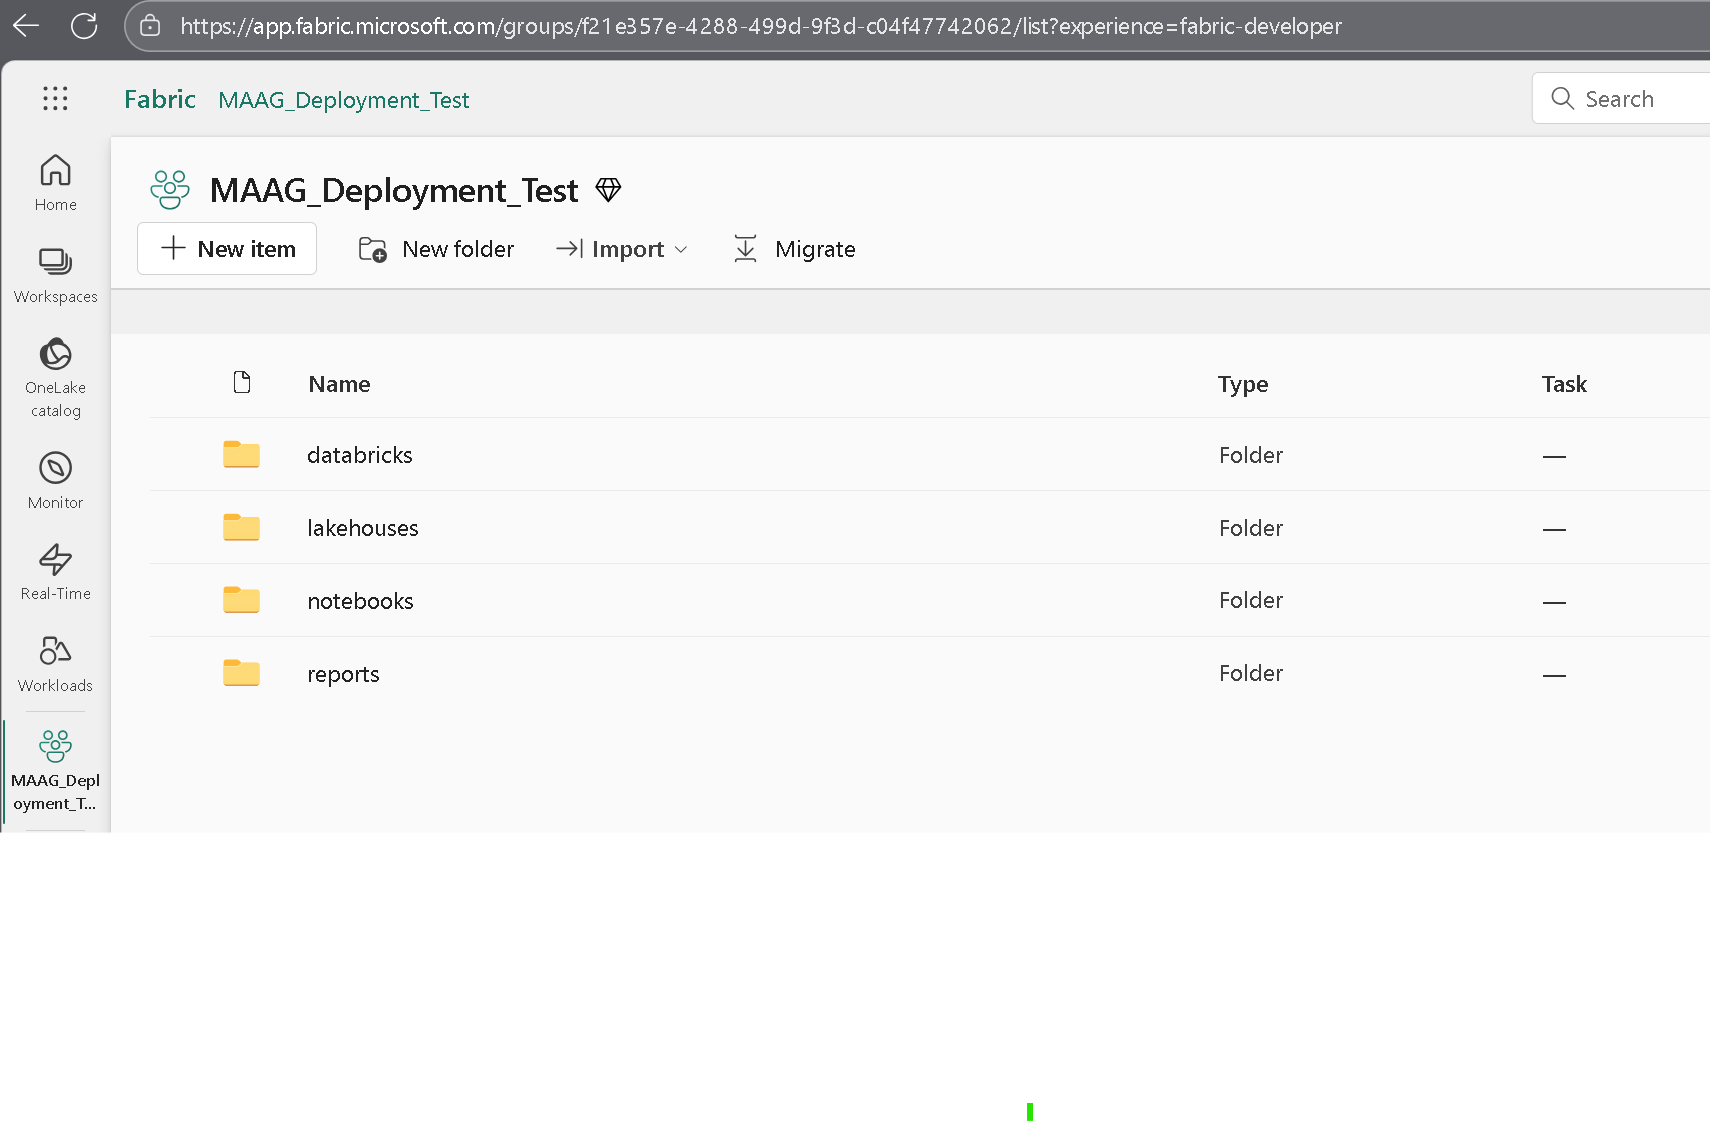 https://app.fabric.microsoft.com/groups/f21e357e-4288-499d-9f3d-c04f47742062/list?experience=fabric-developer
Fabric MAAG_Deployment_Test
Search
Home
Workspaces
OneLake
catalog
Monitor
Real-Time
Workloads
MAAG_Depl
oyment_T...
MAAG_Deployment_Test
New item New folder Import Migrate
Name Type Task
databricks Folder —
lakehouses Folder —
notebooks Folder —
reports Folder —